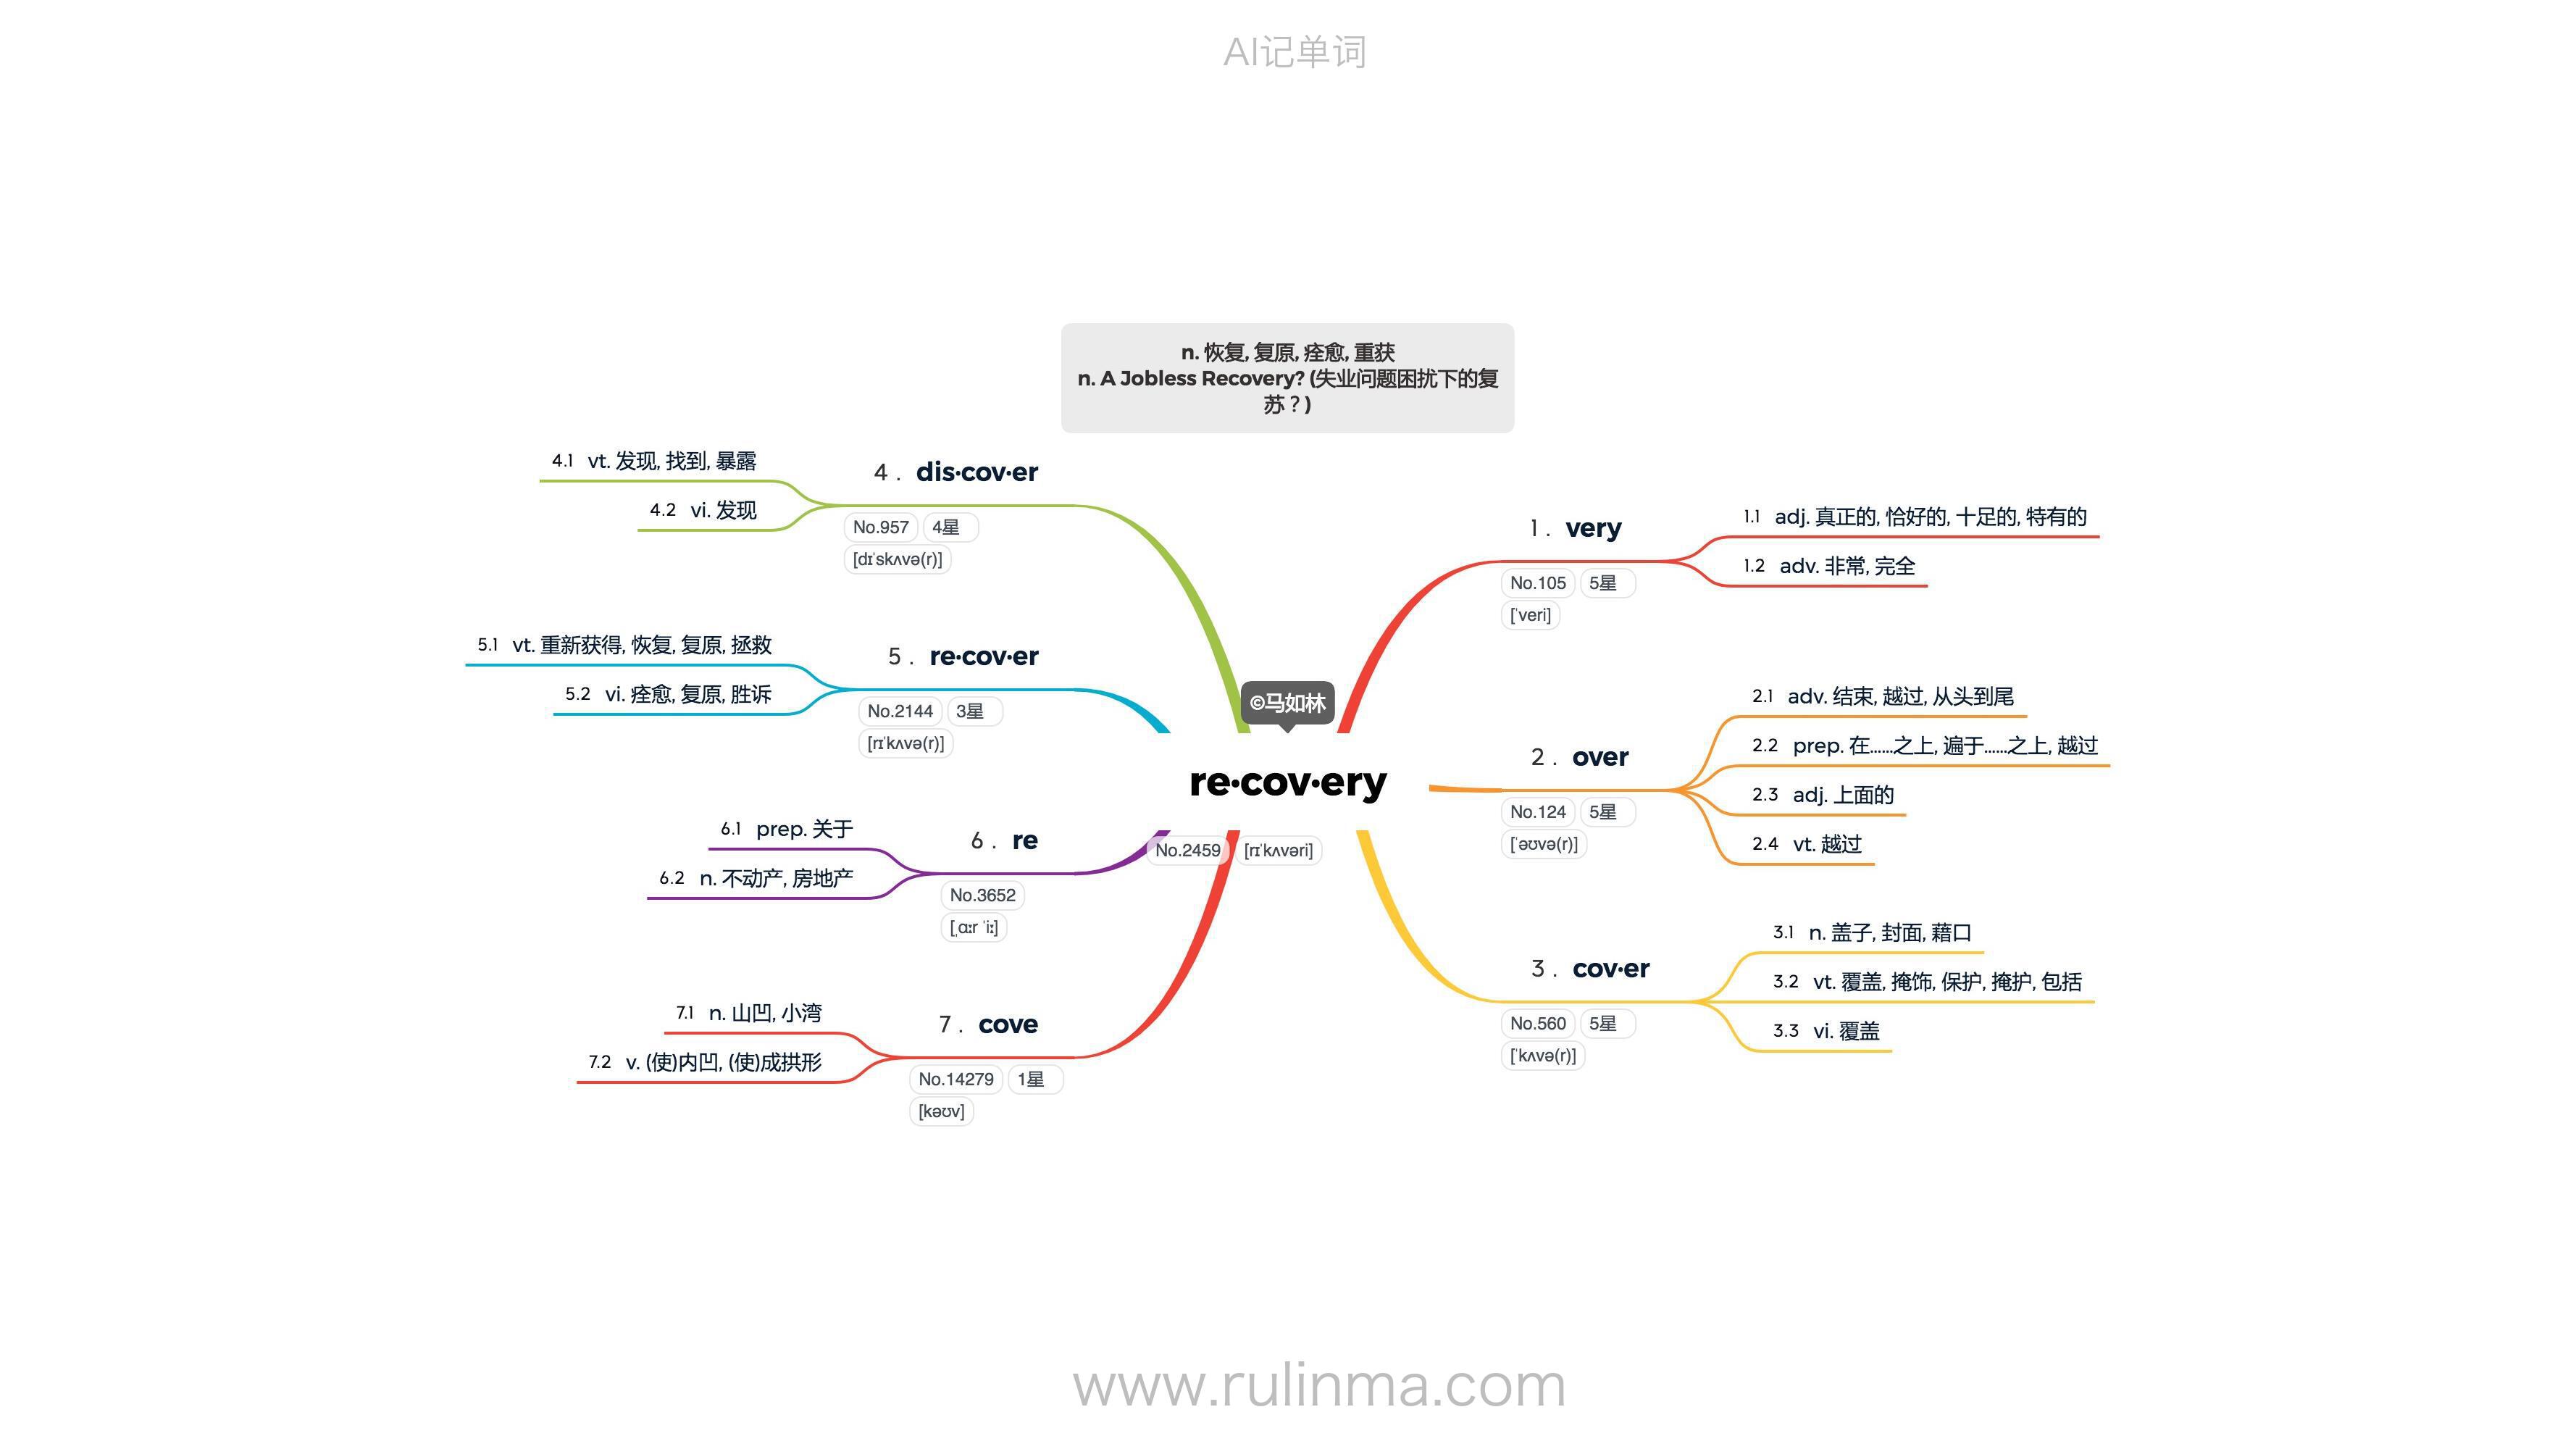 AI记单词
n. 恢复, 复原, 痊愈, 重获
n. A Jobless Recovery? (失业问题困扰下的复
苏？)
©马如林
re·cov·ery
No.2459 [rɪˈkʌvəri]
1. very
No.105 5星
[ˈveri]
1.1 adj. 真正的, 恰好的, 十足的, 特有的
1.2 adv. 非常, 完全
2. over
No.124 5星
[ˈəʊvə(r)]
2.1 adv. 结束, 越过, 从头到尾
2.2 prep. 在......之上, 遍于......之上, 越过
2.3 adj. 上面的
2.4 vt. 越过
3. cov·er
No.560 5星
[ˈkʌvə(r)]
3.1 n. 盖子, 封面, 藉口
3.2 vt. 覆盖, 掩饰, 保护, 掩护, 包括
3.3 vi. 覆盖
4. dis·cov·er
No.957 4星
[dɪˈskʌvə(r)]
4.1 vt. 发现, 找到, 暴露
4.2 vi. 发现
5. re·cov·er
No.2144 3星
[rɪˈkʌvə(r)]
5.1 vt. 重新获得, 恢复, 复原, 拯救
5.2 vi. 痊愈, 复原, 胜诉
6. re
No.3652
[ˌɑːr ˈiː]
6.1 prep. 关于
6.2 n. 不动产, 房地产
7. cove
No.14279 1星
[kəʊv]
7.1 n. 山凹, 小湾
7.2 v. (使)内凹, (使)成拱形
www.rulinma.com